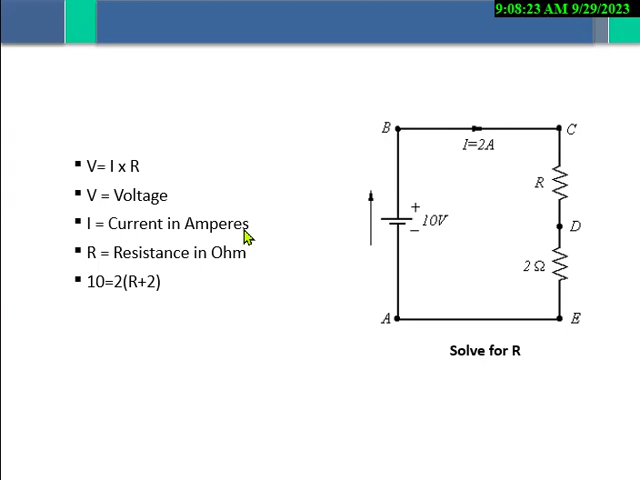 9:08:23 AM 9/29/2023
V= I x R
V = Voltage
I = Current in Amperes
R = Resistance in Ohm
10=2(R+2)
B
C
I=2A
R
+
10V
−
D
2 Ω
A
E
Solve for R